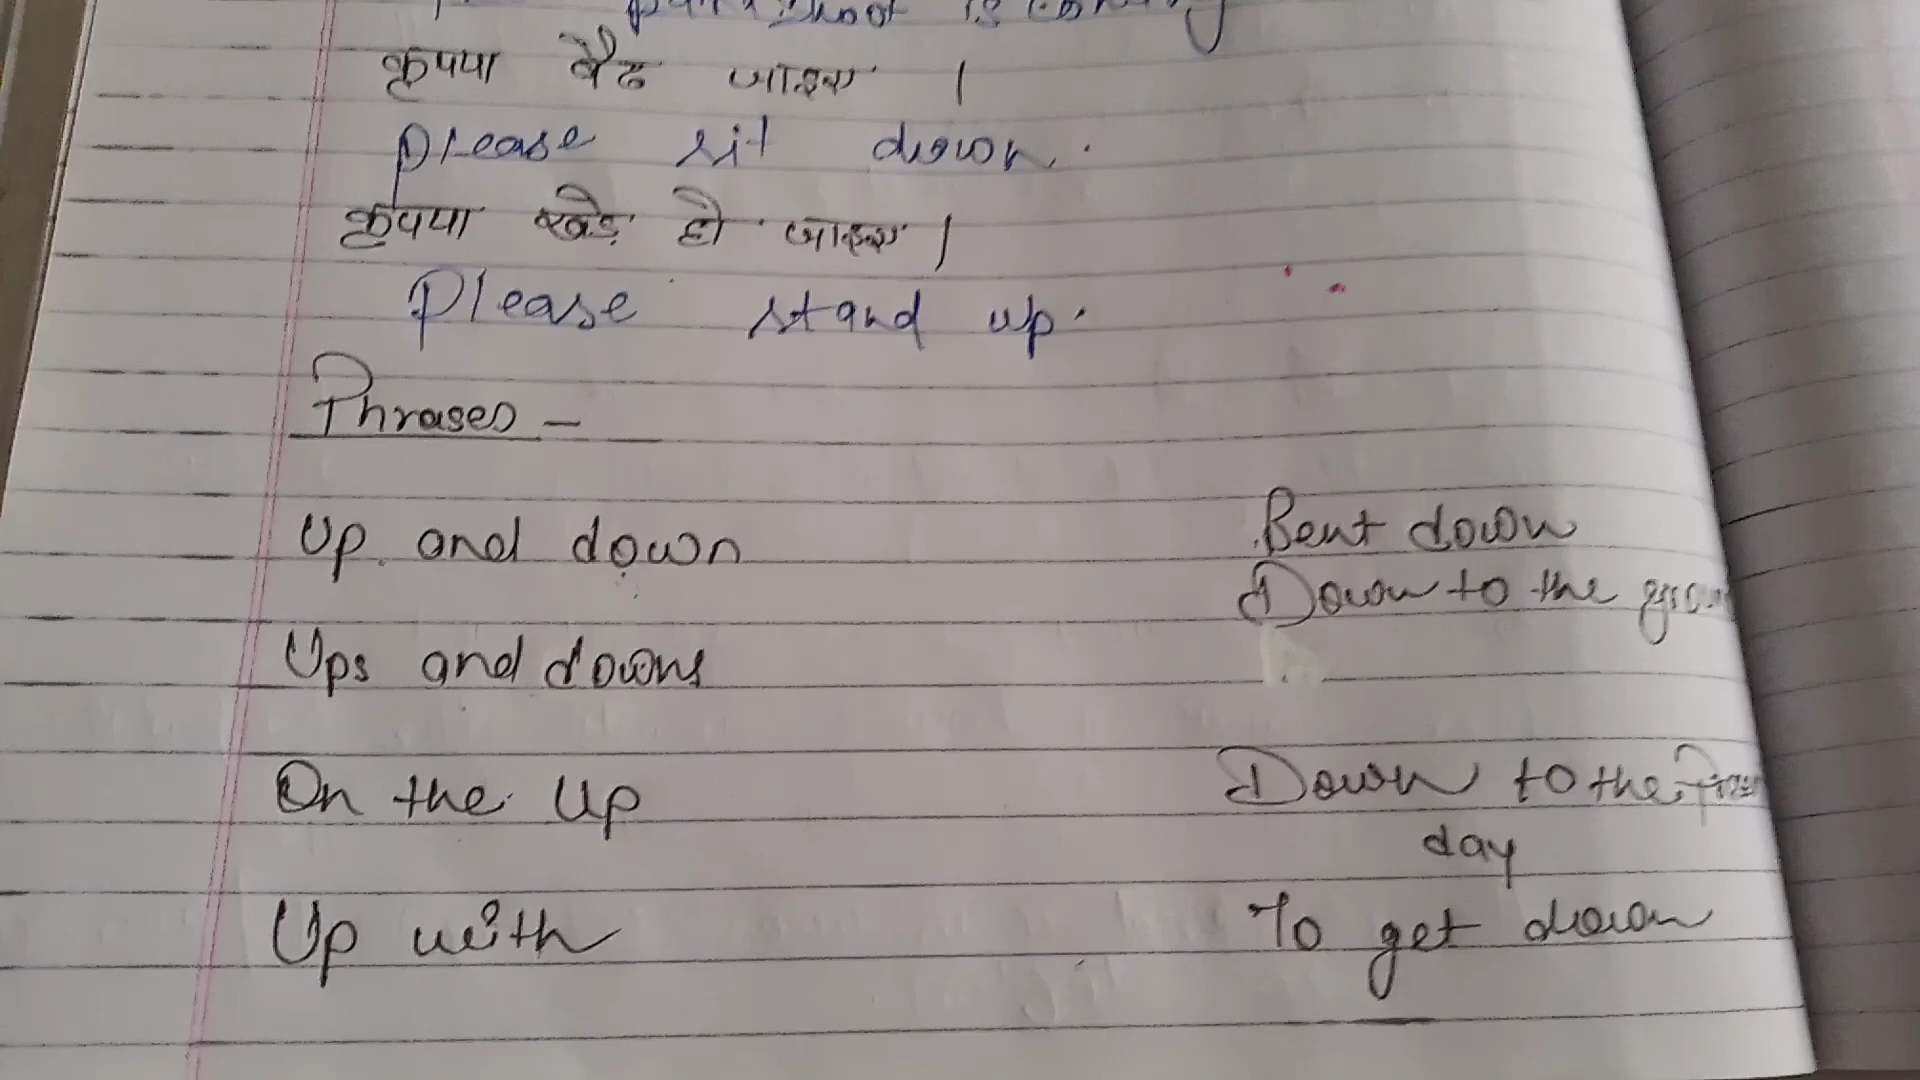 is
कृपया बैठ जाइए ।
please sit down.
कृपया खड़े हो जाइए ।
Please stand up.
Phrases -
Up and down
Bent down
Down to the
Ups and downs
On the up
Down to the
day
Up with
To get down